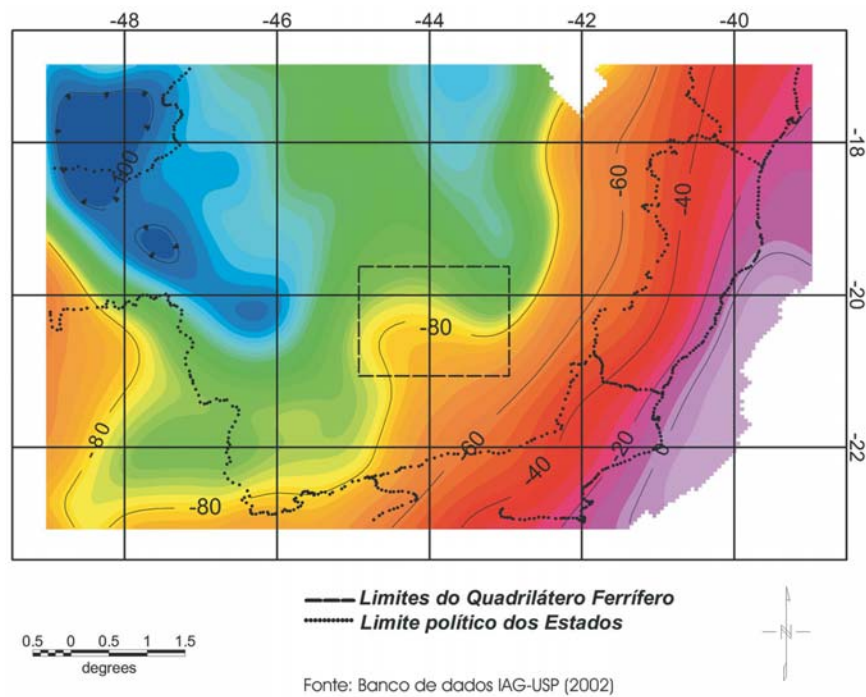 -48 -46 -44 -42 -40
-18
100
-60
-40
-20
-80
-80
-22
-60
-20
0
-40
-80
Limites do Quadrilátero Ferrífero
Limite político dos Estados
N
0.5 0 0.5 1 1.5
degrees
Fonte: Banco de dados IAG-USP (2002)